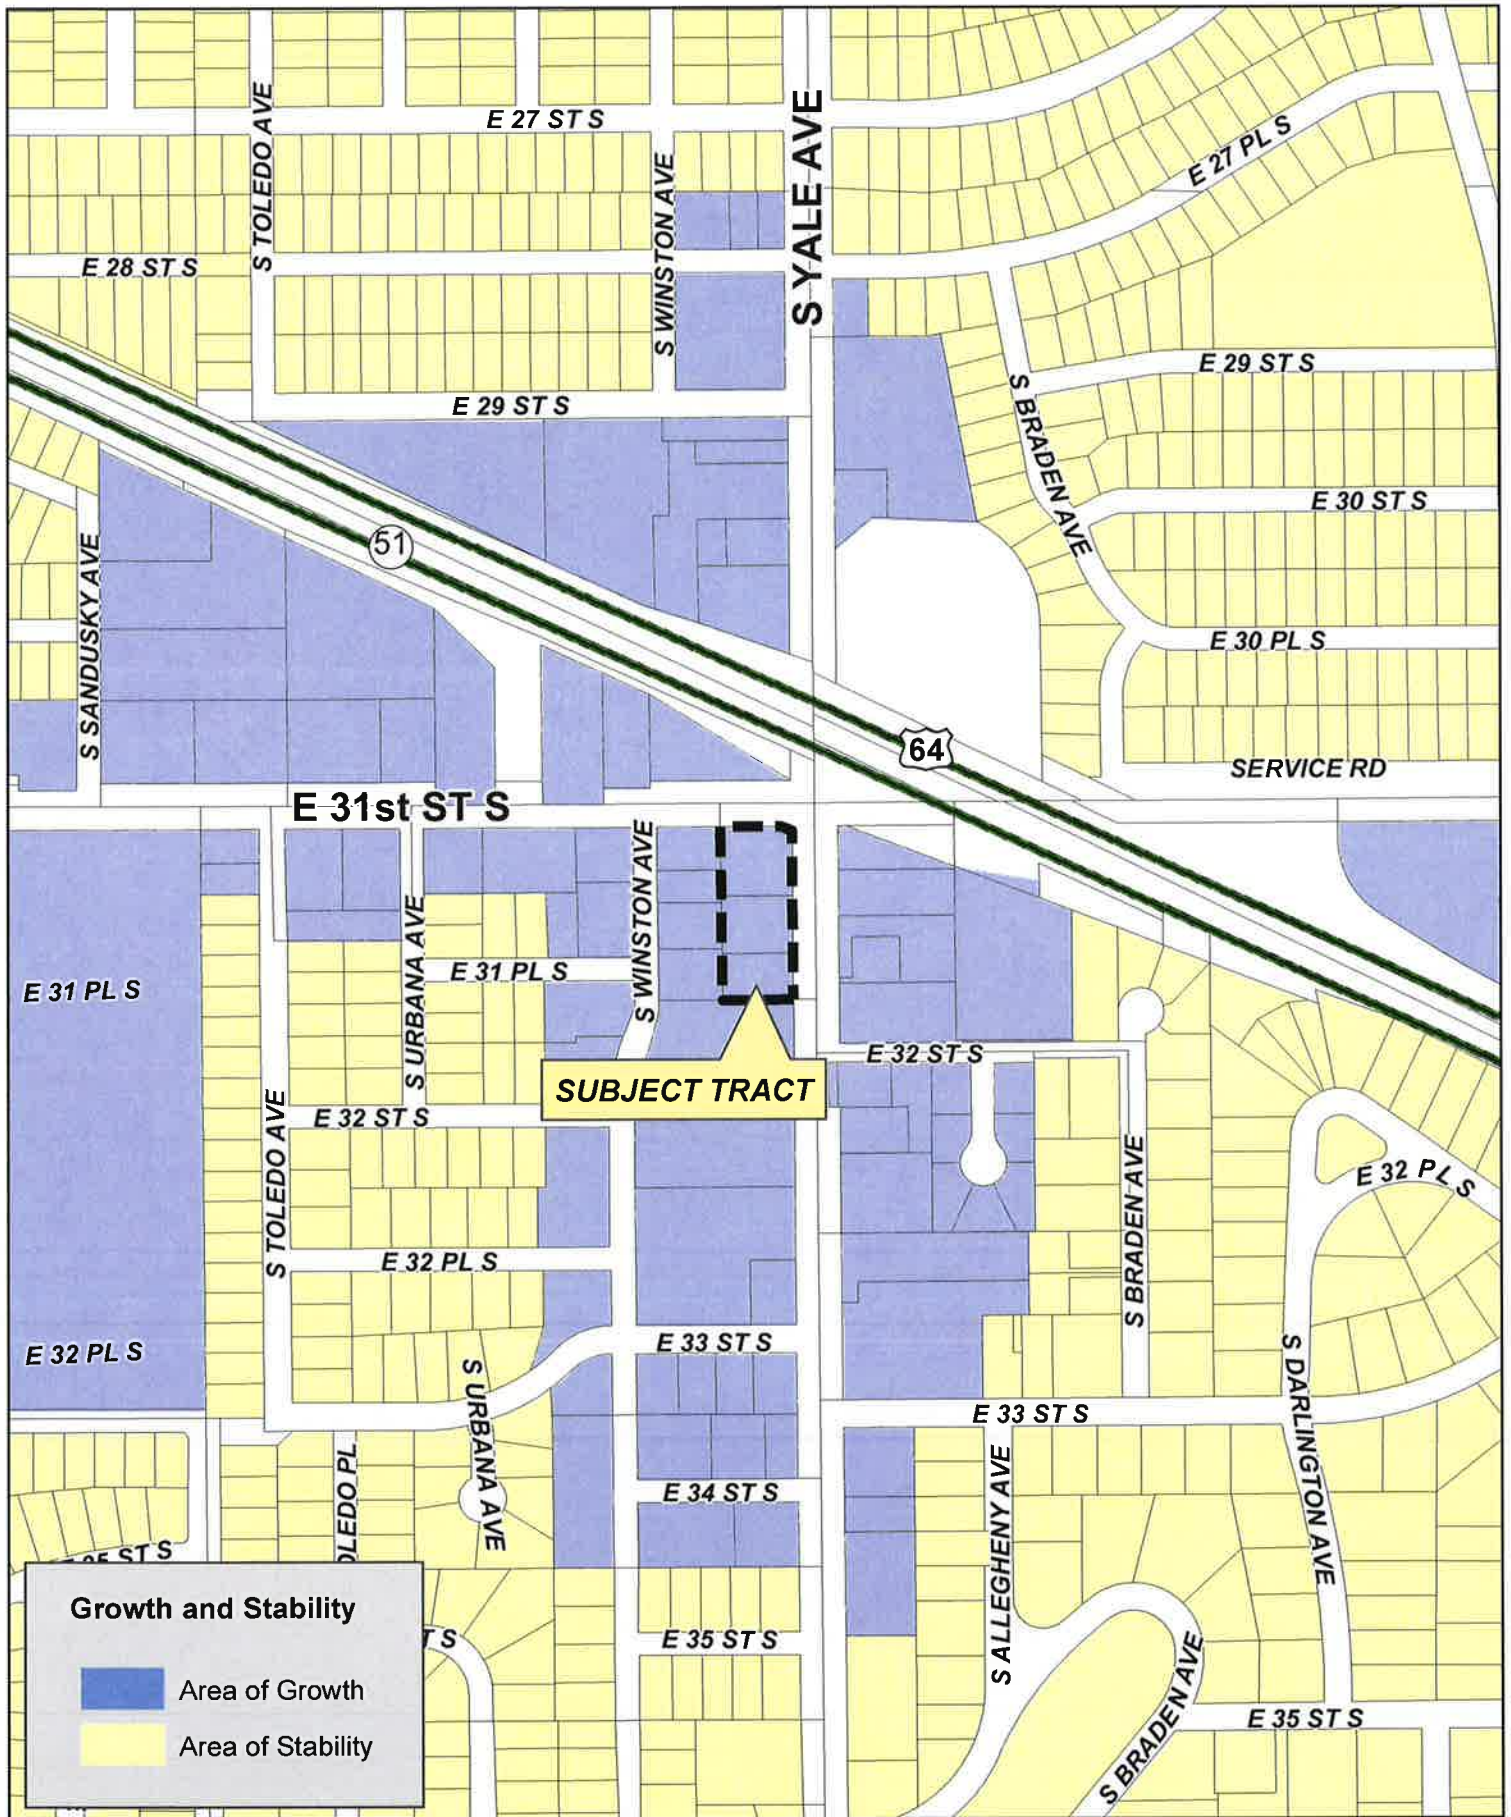 E 27 ST S
S TOLEDO AVE
S YALE AVE
E 27 PL S
S WINSTON AVE
E 28 ST S
E 29 ST S
E 29 ST S
S BRADEN AVE
E 30 ST S
51
S SANDUSKY AVE
E 30 PL S
64
SERVICE RD
E 31st ST S
S WINSTON AVE
S URBANA AVE
E 31 PL S
E 31 PL S
E 32 ST S
SUBJECT TRACT
E 32 ST S
S TOLEDO AVE
S BRADEN AVE
E 32 PL S
E 32 PL S
E 33 ST S
E 32 PL S
S URBANA AVE
S DARLINGTON AVE
E 33 ST S
OLEDO PL
S ALLEGHENY AVE
E 34 ST S
35 ST S
Growth and Stability
T S
E 35 ST S
Area of Growth
S BRADEN AVE
E 35 ST S
Area of Stability